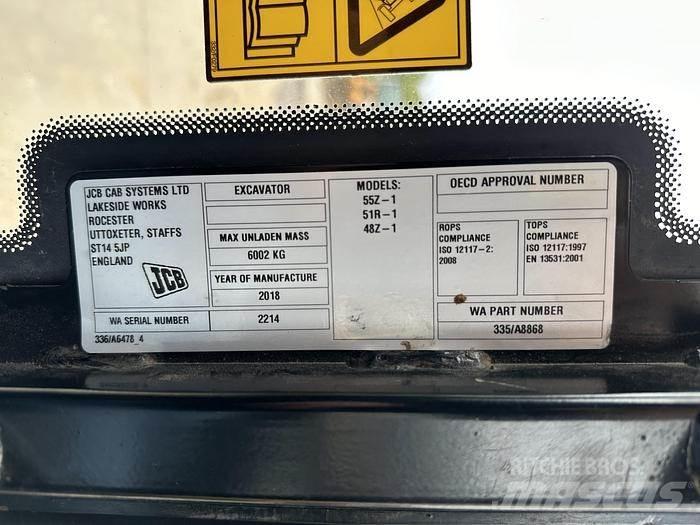 JCB CAB SYSTEMS LTD
LAKESIDE WORKS
ROCESTER
UTTOXETER, STAFFS
ST14 5JP
ENGLAND
JCB
WA SERIAL NUMBER
336/A6478_4
EXCAVATOR
MAX UNLADEN MASS
6002 KG
YEAR OF MANUFACTURE
2018
2214
MODELS:
55Z-1
51R-1
48Z-1
OECD APPROVAL NUMBER
ROPS
COMPLIANCE
ISO 12117-2:
2008
TOPS
COMPLIANCE
ISO 12117:1997
EN 13531:2001
WA PART NUMBER
335/A8868
RITCHIE BROS.
MASCUS